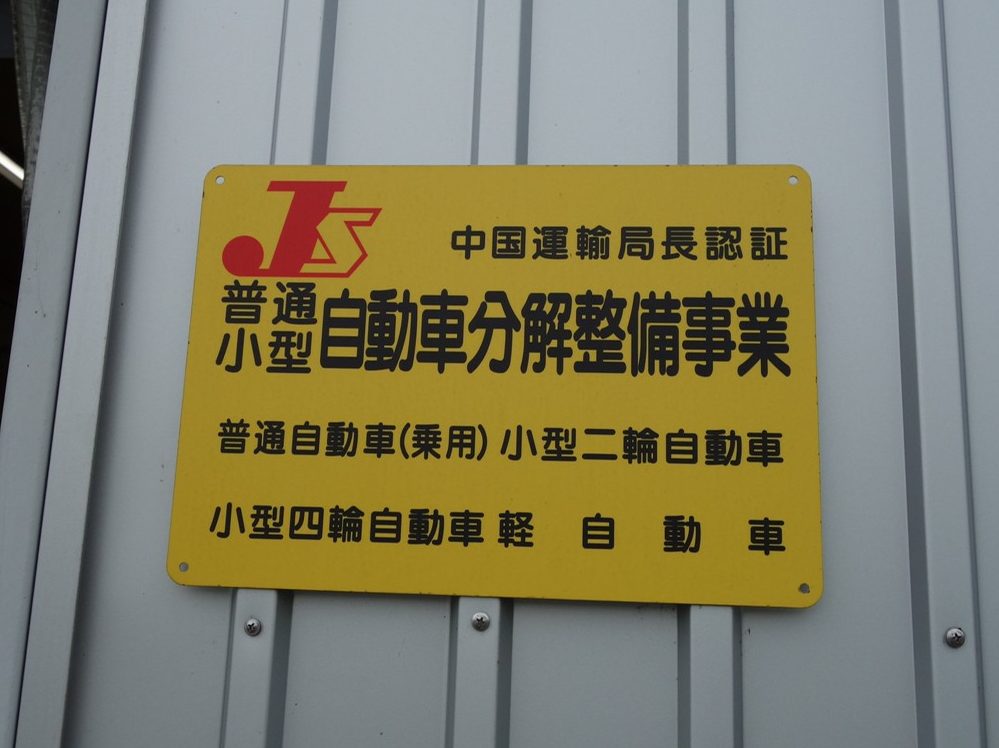 JS
中国運輸局長認証
普通
小型
自動車分解整備事業
普通自動車(乗用) 小型二輪自動車
小型四輪自動車 軽自動車